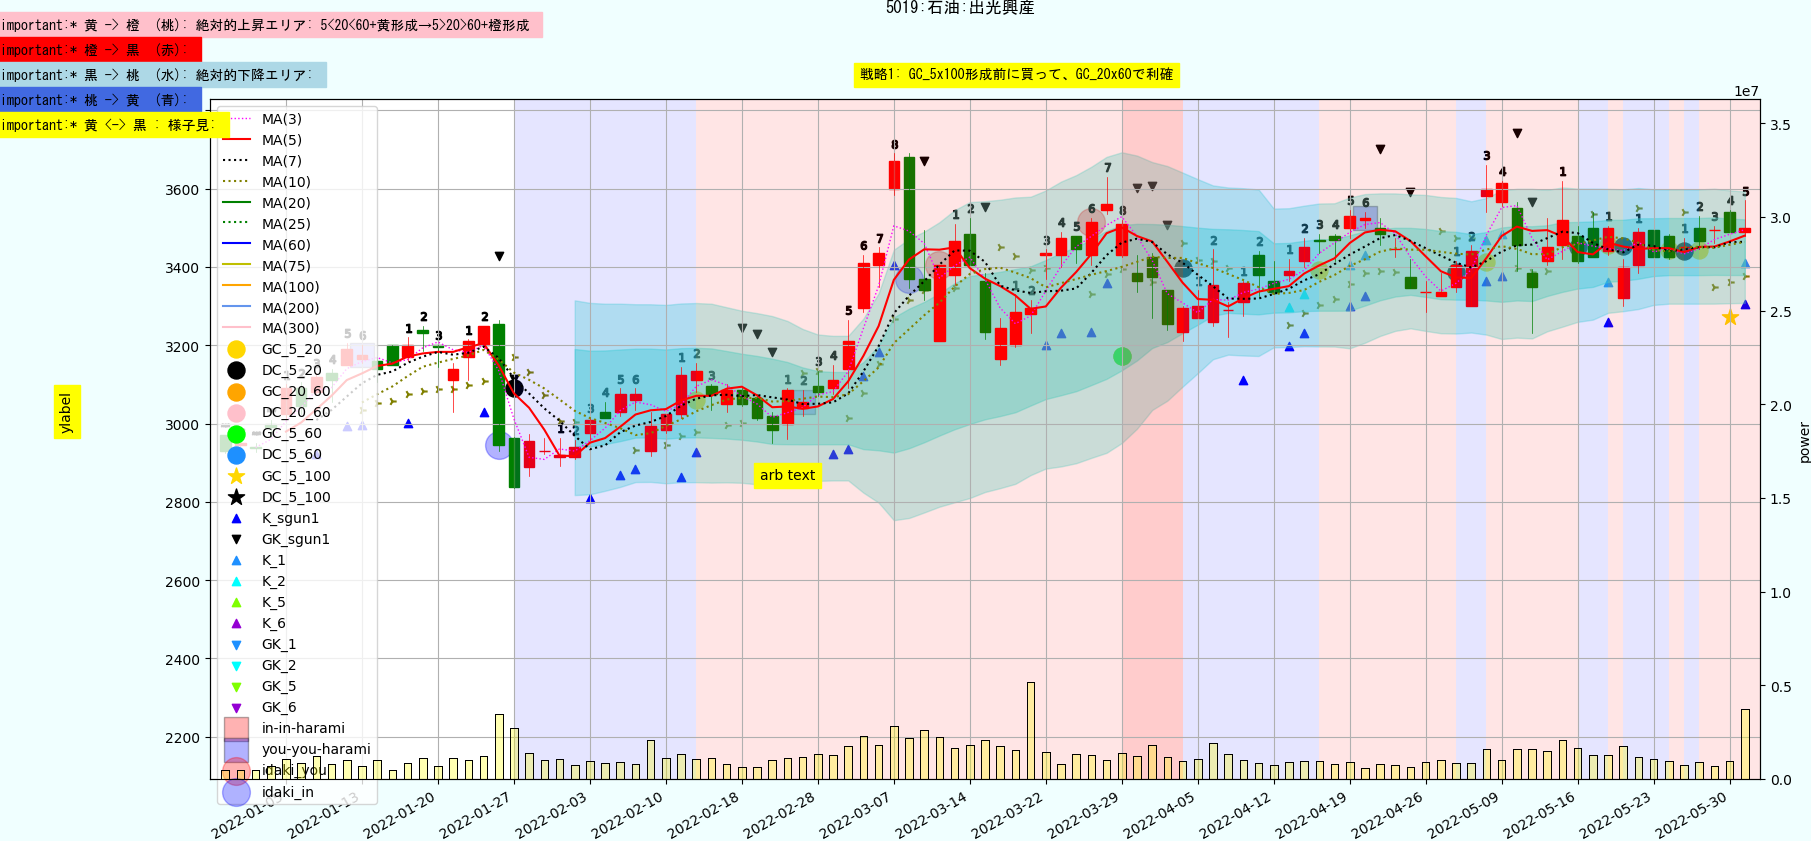 5019:石油:出光興産
important:* 黄 -> 橙 (桃): 絶対的上昇エリア: 5<20<60+黄形成→5>20>60+橙形成
important:* 橙 -> 黒 (赤):
important:* 黒 -> 桃 (水): 絶対的下降エリア:
important:* 桃 -> 黄 (青):
important:* 黄 <-> 黒 : 様子見:
戦略1: GC_5x100形成前に買って、GC_20x60で利確
1e7
MA(3)
MA(5)
MA(7)
MA(10)
MA(20)
MA(25)
MA(60)
MA(75)
MA(100)
MA(200)
MA(300)
GC_5_20
DC_5_20
GC_20_60
DC_20_60
GC_5_60
DC_5_60
GC_5_100
DC_5_100
K_sgun1
GK_sgun1
K_1
K_2
K_5
K_6
GK_1
GK_2
GK_5
GK_6
in-in-harami
you-you-harami
idaki_you
idaki_in
arb text
ylabel
power
3600
3400
3200
3000
2800
2600
2400
2200
3.5
3.0
2.5
2.0
1.5
1.0
0.5
0.0
2022-01-05
2022-01-13
2022-01-20
2022-01-27
2022-02-03
2022-02-10
2022-02-18
2022-02-28
2022-03-07
2022-03-14
2022-03-22
2022-03-29
2022-04-05
2022-04-12
2022-04-19
2022-04-26
2022-05-09
2022-05-16
2022-05-23
2022-05-30